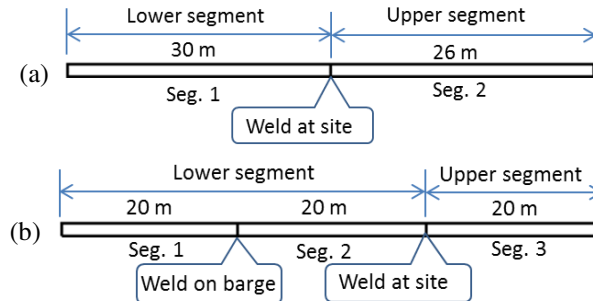 Lower segment Upper segment
30 m 26 m
(a)
Seg. 1 Seg. 2
Weld at site
Lower segment Upper segment
20 m 20 m 20 m
(b)
Seg. 1 Seg. 2 Seg. 3
Weld on barge Weld at site